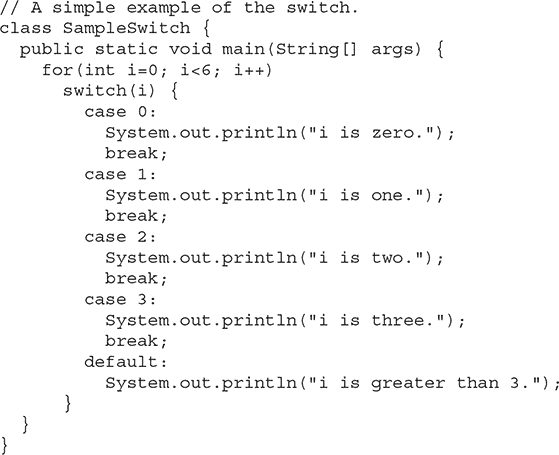 // A simple example of the switch.
class SampleSwitch {
  public static void main(String[] args) {
    for(int i=0; i<6; i++)
      switch(i) {
        case 0:
          System.out.println("i is zero.");
          break;
        case 1:
          System.out.println("i is one.");
          break;
        case 2:
          System.out.println("i is two.");
          break;
        case 3:
          System.out.println("i is three.");
          break;
        default:
          System.out.println("i is greater than 3.");
      }
  }
}